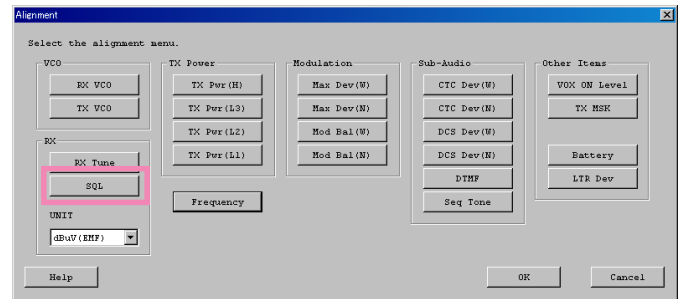 Alignment
Select the alignment menu.
VCO
RX VCO
TX VCO
RX
RX Tune
SQL
UNIT
dBuV(EMF)
TX Power
TX Pwr(H)
TX Pwr(L3)
TX Pwr(L2)
TX Pwr(L1)
Frequency
Modulation
Max Dev(W)
Max Dev(N)
Mod Bal(W)
Mod Bal(N)
Sub-Audio
CTC Dev(W)
CTC Dev(N)
DCS Dev(W)
DCS Dev(N)
DTMF
Seq Tone
Other Items
VOX ON Level
TX MSK
Battery
LTR Dev
Help
OK
Cancel